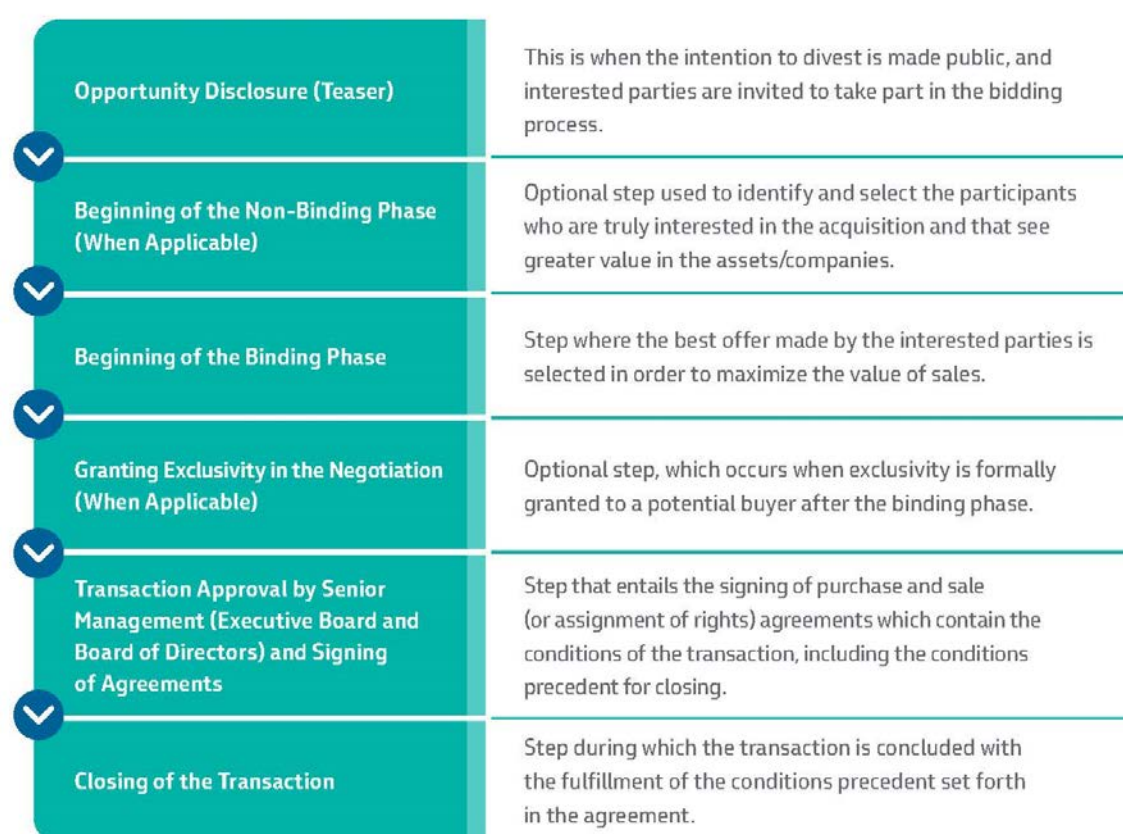 Opportunity Disclosure (Teaser)
This is when the intention to divest is made public, and
interested parties are invited to take part in the bidding
process.
Beginning of the Non-Binding Phase
(When Applicable)
Optional step used to identify and select the participants
who are truly interested in the acquisition and that see
greater value in the assets/companies.
Beginning of the Binding Phase
Step where the best offer made by the interested parties is
selected in order to maximize the value of sales.
Granting Exclusivity in the Negotiation
(When Applicable)
Optional step, which occurs when exclusivity is formally
granted to a potential buyer after the binding phase.
Transaction Approval by Senior
Management (Executive Board and
Board of Directors) and Signing
of Agreements
Step that entails the signing of purchase and sale
(or assignment of rights) agreements which contain the
conditions of the transaction, including the conditions
precedent for closing.
Closing of the Transaction
Step during which the transaction is concluded with
the fulfillment of the conditions precedent set forth
in the agreement.